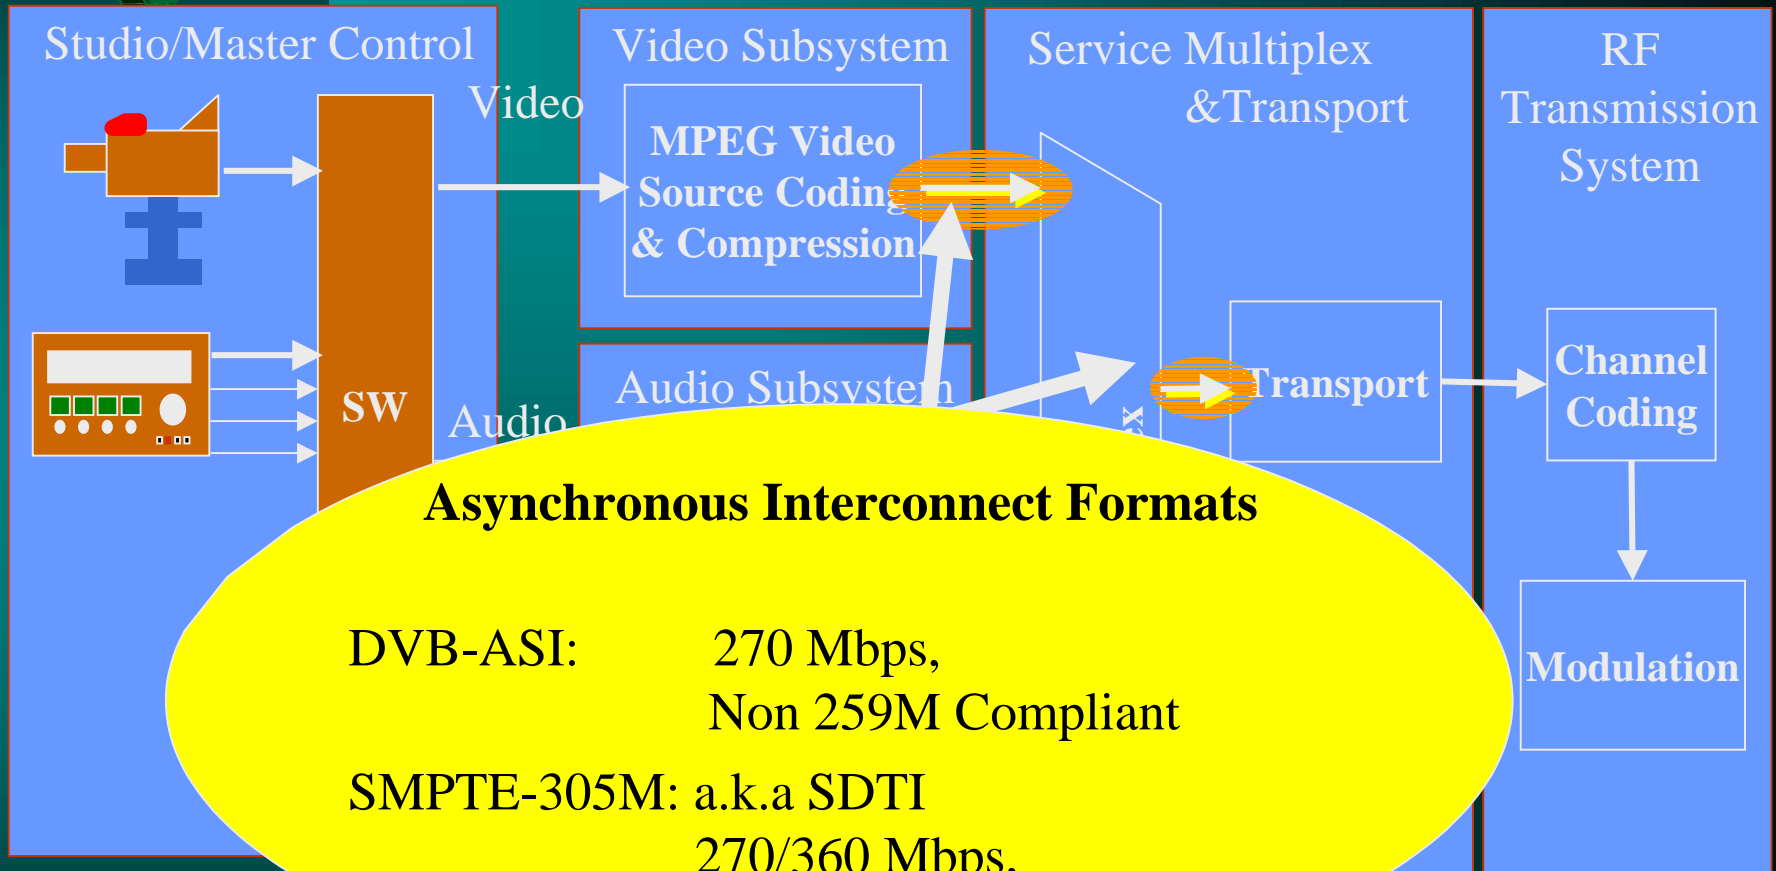 Studio/Master Control
Video
Video Subsystem
MPEG Video
Source Coding
& Compression
Service Multiplex
&Transport
RF
Transmission
System
SW
Audio
Audio Subsystem
Transport
Channel
Coding
Modulation
Asynchronous Interconnect Formats
DVB-ASI: 270 Mbps,
Non 259M Compliant
SMPTE-305M: a.k.a SDTI
270/360 Mbps,